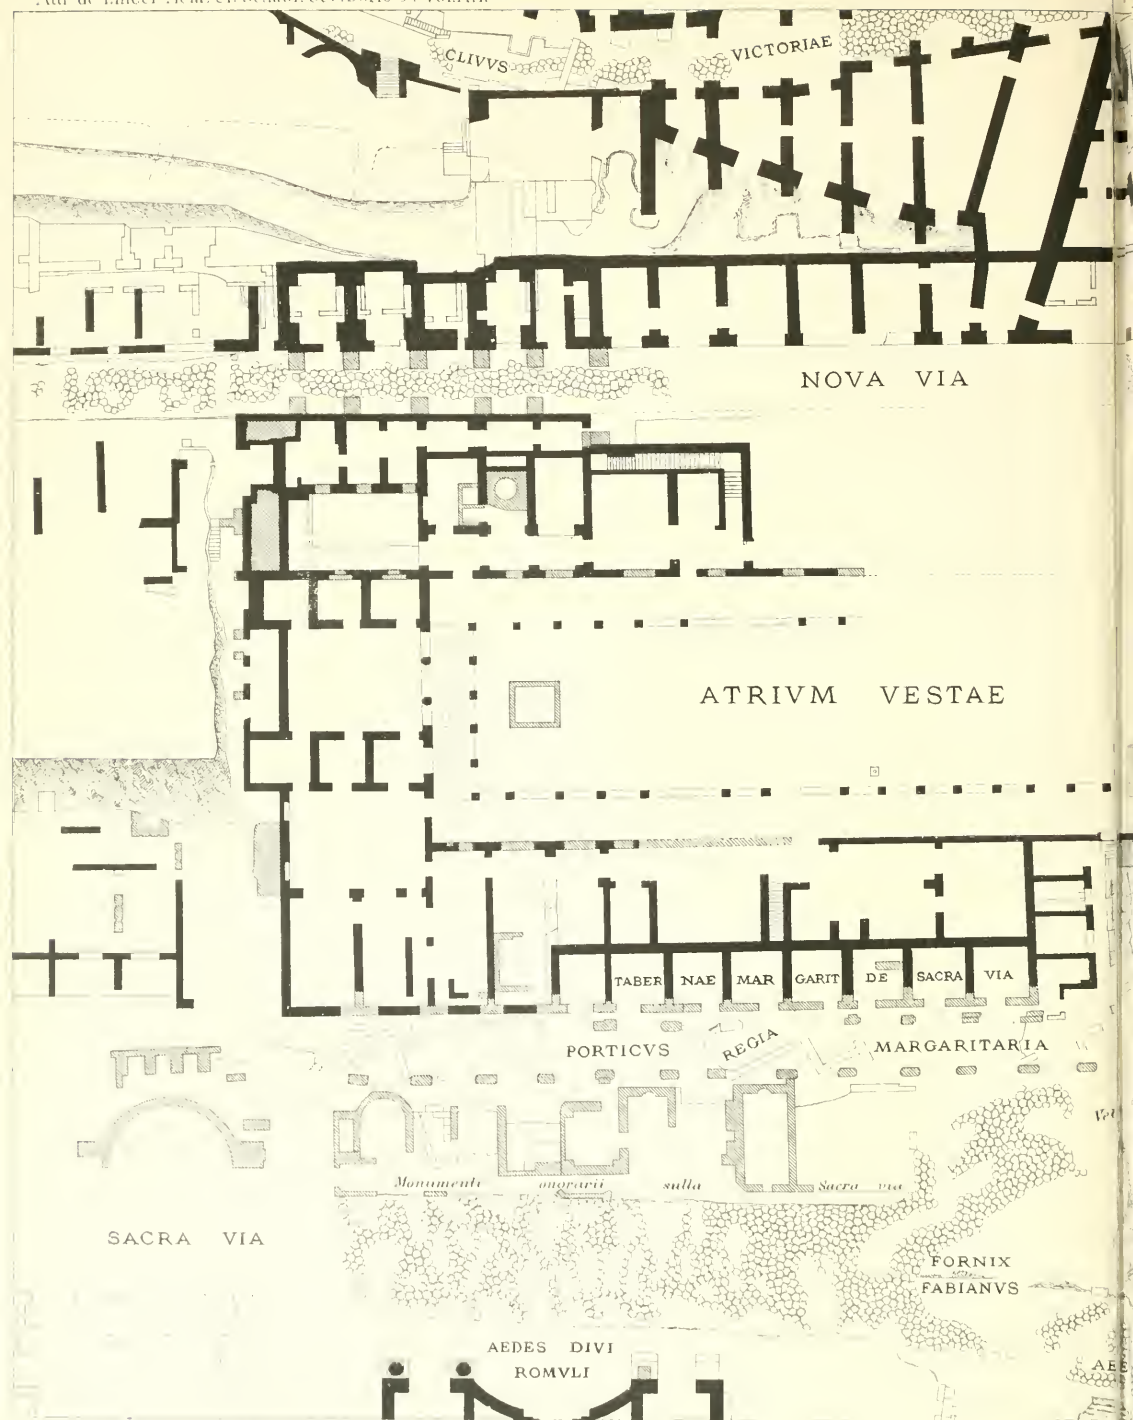 CLIVVS VICTORIAE
NOVA VIA
ATRIVM VESTAE
TABER NAE MAR GARIT DE SACRA VIA
PORTICVS REGIA MARGARITARIA
Monumenti onorarii sulla Sacra via
SACRA VIA
FORNIX
FABIANVS
AEDES DIVI
ROMVLI